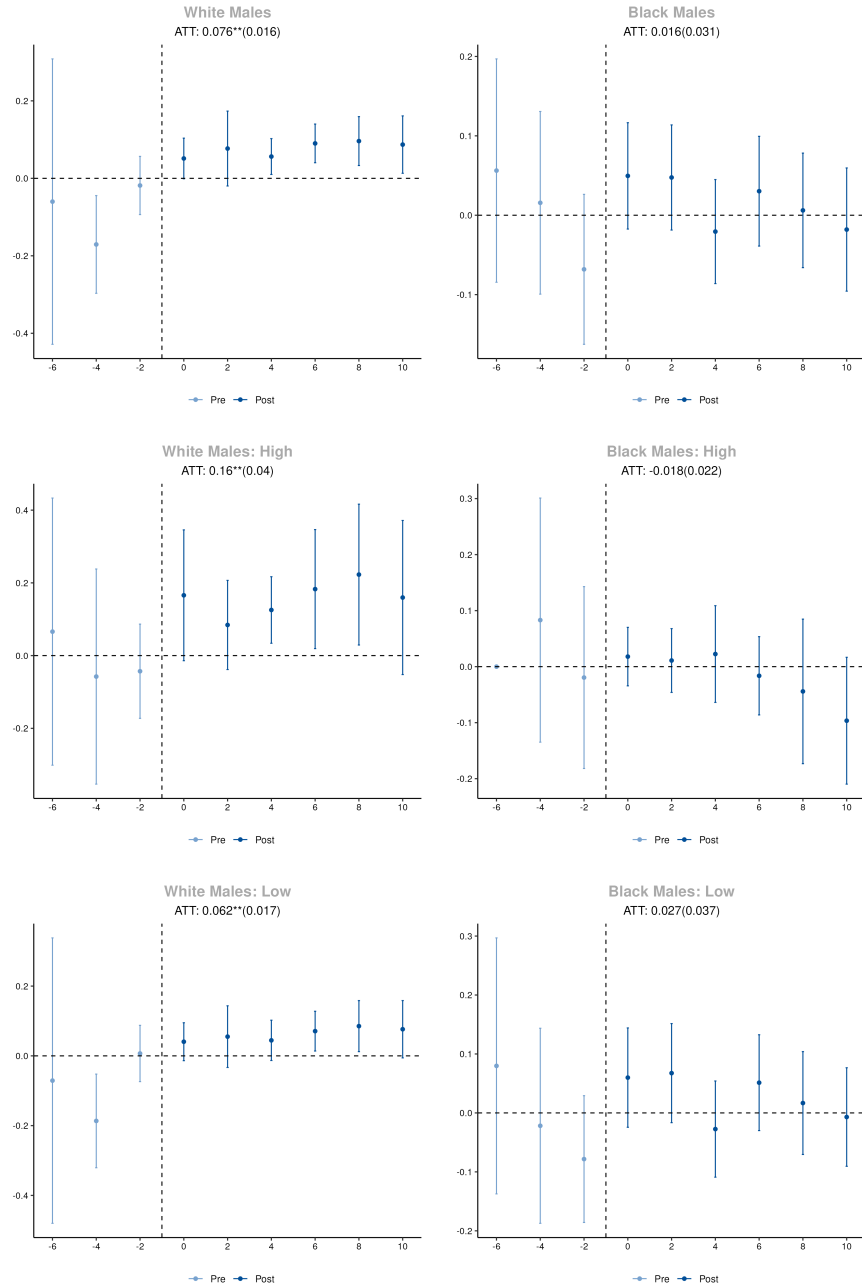 White Males
ATT: 0.076**(0.016)
0.2
0.0
-0.2
-0.4
-6 -4 -2 0 2 4 6 8 10
Pre Post
Black Males
ATT: 0.016(0.031)
0.2
0.1
0.0
-0.1
-6 -4 -2 0 2 4 6 8 10
Pre Post
White Males: High
ATT: 0.16**(0.04)
0.4
0.2
0.0
-0.2
-6 -4 -2 0 2 4 6 8 10
Pre Post
Black Males: High
ATT: -0.018(0.022)
0.3
0.2
0.1
0.0
-0.1
-0.2
-6 -4 -2 0 2 4 6 8 10
Pre Post
White Males: Low
ATT: 0.062**(0.017)
0.2
0.0
-0.2
-0.4
-6 -4 -2 0 2 4 6 8 10
Pre Post
Black Males: Low
ATT: 0.027(0.037)
0.3
0.2
0.1
0.0
-0.1
-0.2
-6 -4 -2 0 2 4 6 8 10
Pre Post